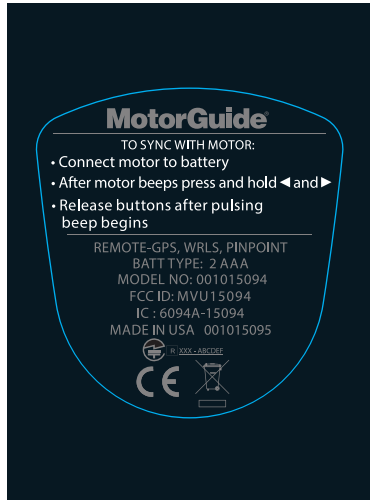 MotorGuide®
TO SYNC WITH MOTOR:
• Connect motor to battery
• After motor beeps press and hold ◄ and ►
• Release buttons after pulsing
beep begins
REMOTE-GPS, WRLS, PINPOINT
BATT TYPE: 2 AAA
MODEL NO: 001015094
FCC ID: MVU15094
IC : 6094A-15094
MADE IN USA 001015095
R XXX - ABCDEF
CE